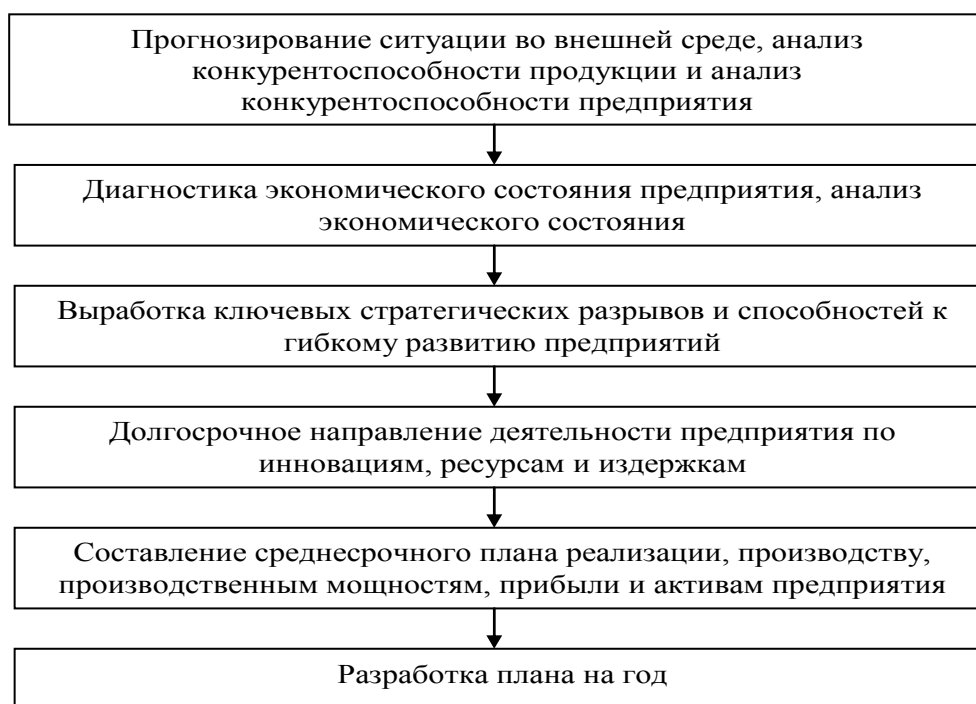 Прогнозирование ситуации во внешней среде, анализ
конкурентоспособности продукции и анализ
конкурентоспособности предприятия
Диагностика экономического состояния предприятия, анализ
экономического состояния
Выработка ключевых стратегических разрывов и способностей к
гибкому развитию предприятий
Долгосрочное направление деятельности предприятия по
инновациям, ресурсам и издержкам
Составление среднесрочного плана реализации, производству,
производственным мощностям, прибыли и активам предприятия
Разработка плана на год